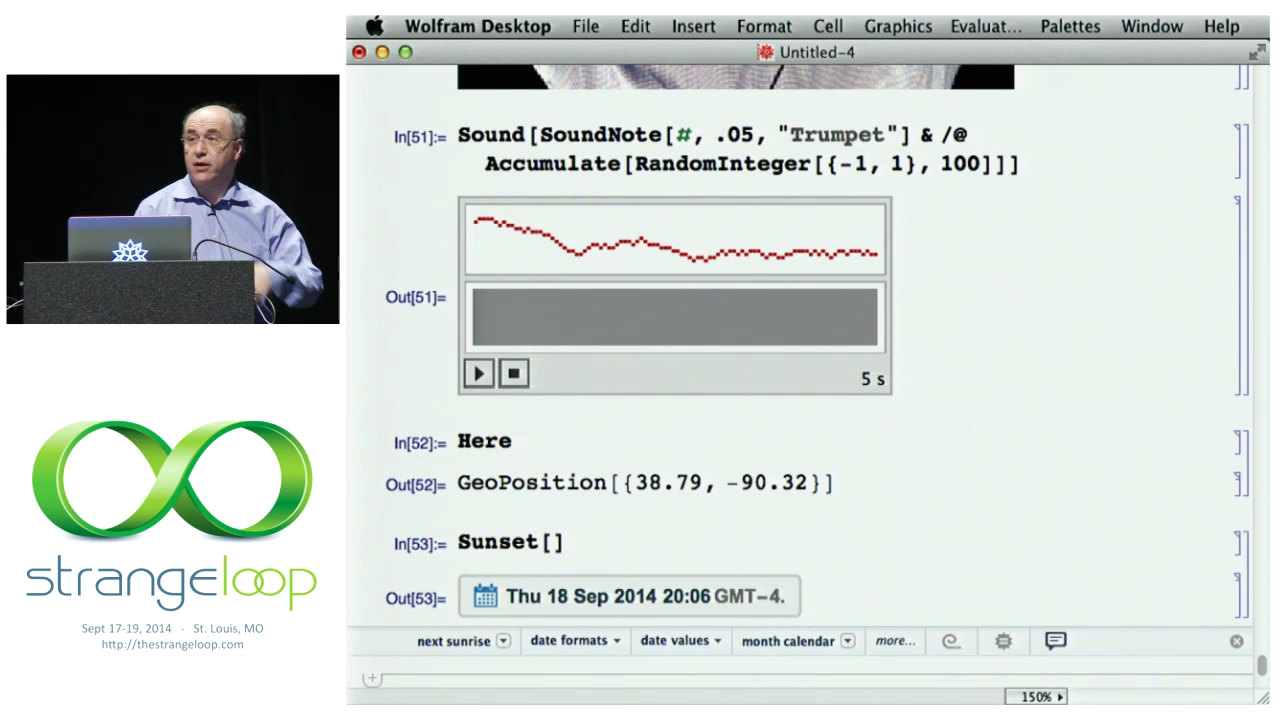 Wolfram Desktop File Edit Insert Format Cell Graphics Evaluat... Palettes Window Help
Untitled-4
In[51]:= Sound[SoundNote[#, .05, "Trumpet"] & /@
Accumulate[RandomInteger[{-1, 1}, 100]]]
Out[51]=
5 s
In[52]:= Here
Out[52]= GeoPosition[{38.79, -90.32}]
In[53]:= Sunset[]
Out[53]= Thu 18 Sep 2014 20:06 GMT-4.
next sunrise date formats date values month calendar more...
150%
strangeloop
Sept 17-19, 2014 - St. Louis, MO
http://thestrangeloop.com